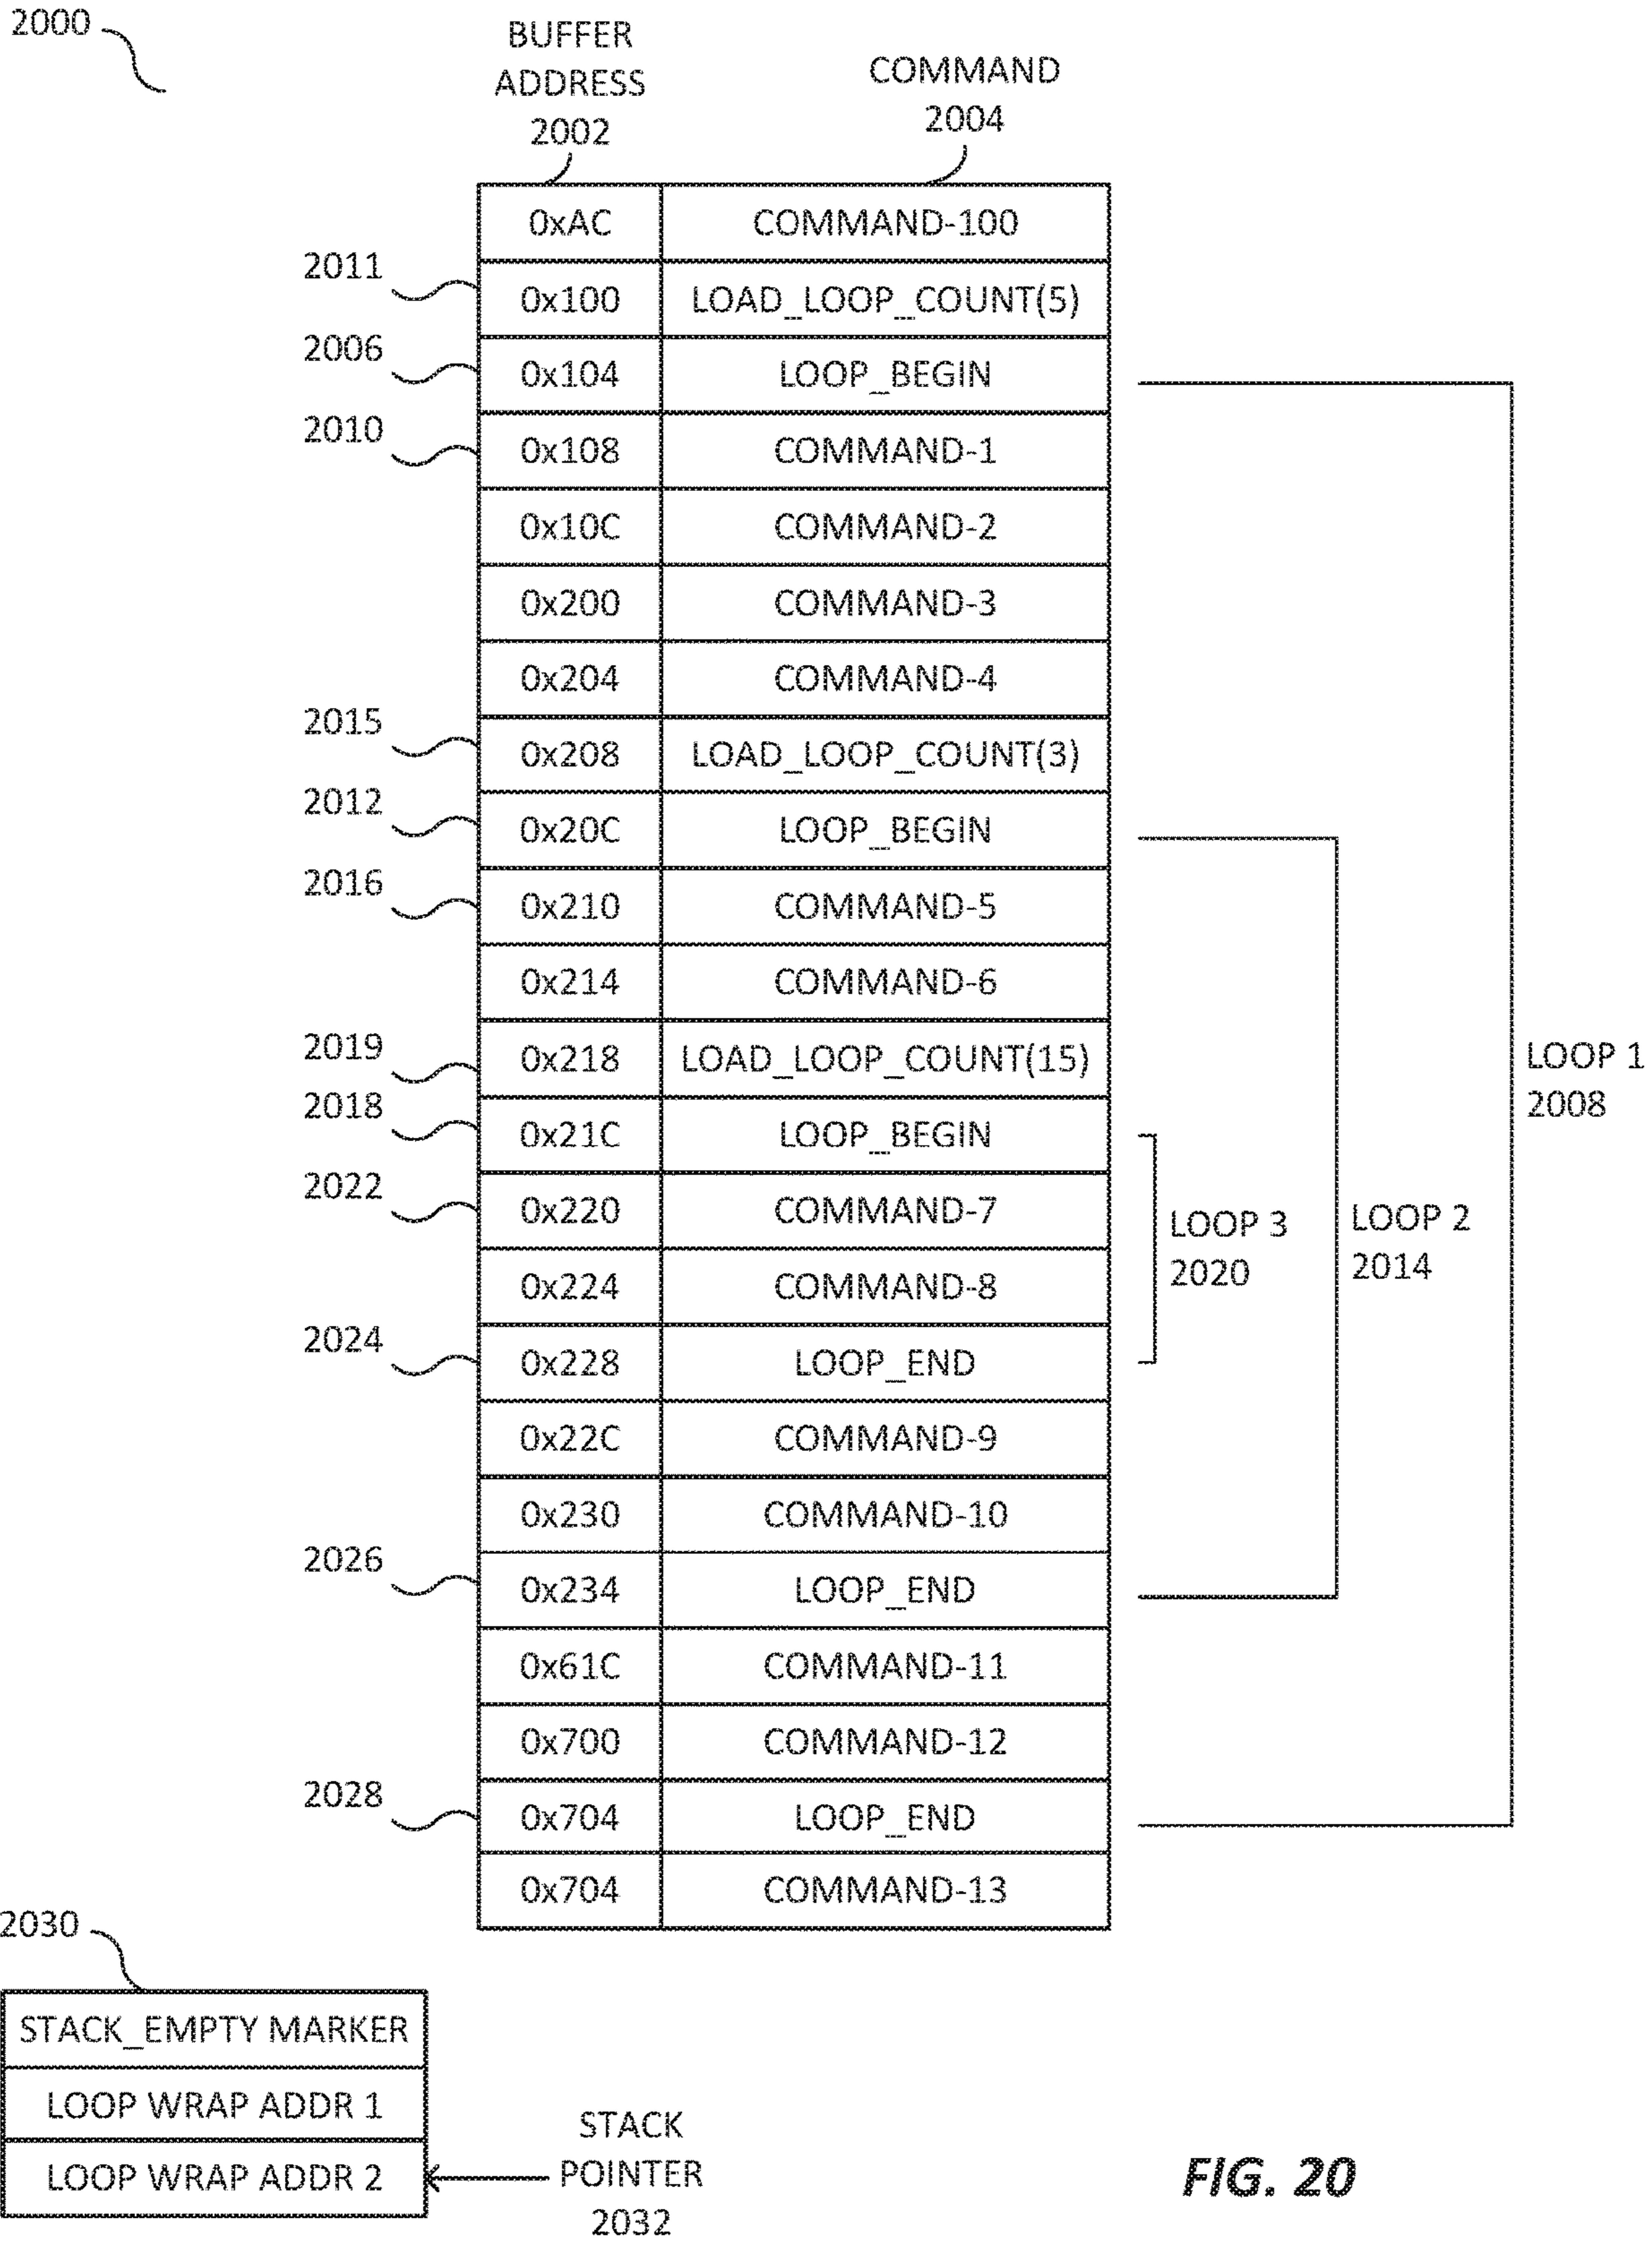 2000
BUFFER
ADDRESS
2002
COMMAND
2004
0xAC COMMAND-100
2011 0x100 LOAD_LOOP_COUNT(5)
2006 0x104 LOOP_BEGIN
2010 0x108 COMMAND-1
0x10C COMMAND-2
0x200 COMMAND-3
0x204 COMMAND-4
2015 0x208 LOAD_LOOP_COUNT(3)
2012 0x20C LOOP_BEGIN
2016 0x210 COMMAND-5
0x214 COMMAND-6
2019 0x218 LOAD_LOOP_COUNT(15)
2018 0x21C LOOP_BEGIN
2022 0x220 COMMAND-7
0x224 COMMAND-8
2024 0x228 LOOP_END
0x22C COMMAND-9
0x230 COMMAND-10
2026 0x234 LOOP_END
0x61C COMMAND-11
0x700 COMMAND-12
2028 0x704 LOOP_END
0x704 COMMAND-13
LOOP 3
2020
LOOP 2
2014
LOOP 1
2008
2030
STACK_EMPTY MARKER
LOOP WRAP ADDR 1
LOOP WRAP ADDR 2
STACK
POINTER
2032
FIG. 20